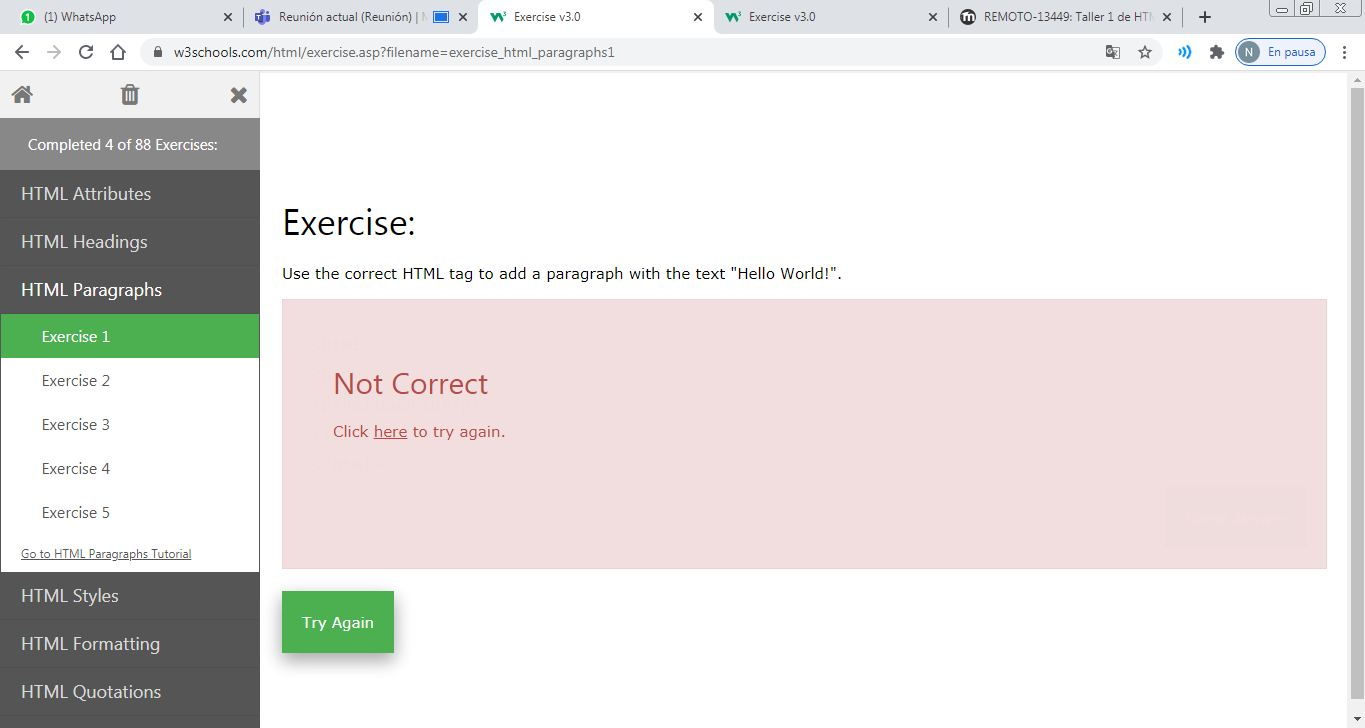 (1) WhatsApp
Reunión actual (Reunión) |
Exercise v3.0
Exercise v3.0
REMOTO-13449: Taller 1 de HTM
w3schools.com/html/exercise.asp?filename=exercise_html_paragraphs1
N
En pausa
Completed 4 of 88 Exercises:
HTML Attributes
HTML Headings
HTML Paragraphs
Exercise 1
Exercise 2
Exercise 3
Exercise 4
Exercise 5
Go to HTML Paragraphs Tutorial
HTML Styles
HTML Formatting
HTML Quotations
Exercise:
Use the correct HTML tag to add a paragraph with the text "Hello World!".
Not Correct
Click here to try again.
Try Again